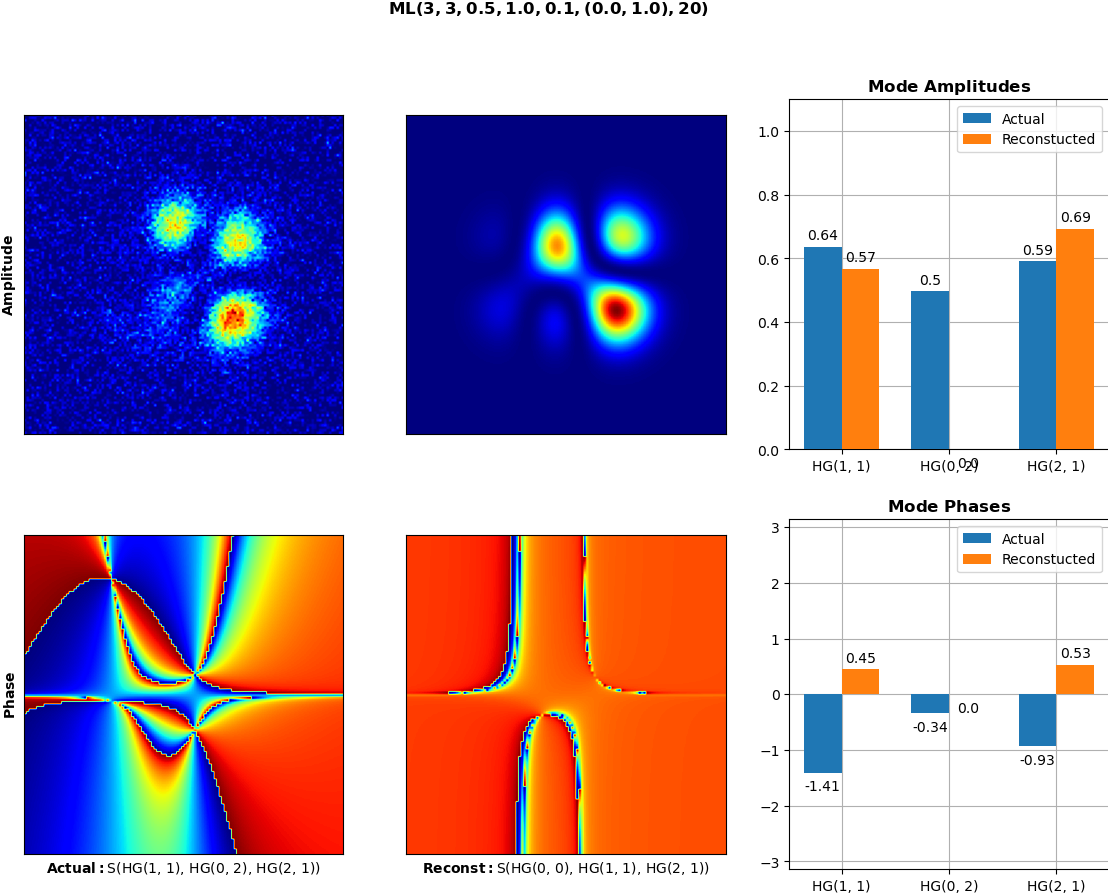 ML(3, 3, 0.5, 1.0, 0.1, (0.0, 1.0), 20)
Amplitude
Mode Amplitudes
Actual
Reconstucted
1.0
0.8
0.6
0.4
0.2
0.0
0.64
0.57
0.5
0.0
0.59
0.69
HG(1, 1)
HG(0, 2)
HG(2, 1)
Phase
Actual: S(HG(1, 1), HG(0, 2), HG(2, 1))
Reconst: S(HG(0, 0), HG(1, 1), HG(2, 1))
Mode Phases
Actual
Reconstucted
3
2
1
0
−1
−2
−3
-1.41
0.45
-0.34
0.0
-0.93
0.53
HG(1, 1)
HG(0, 2)
HG(2, 1)